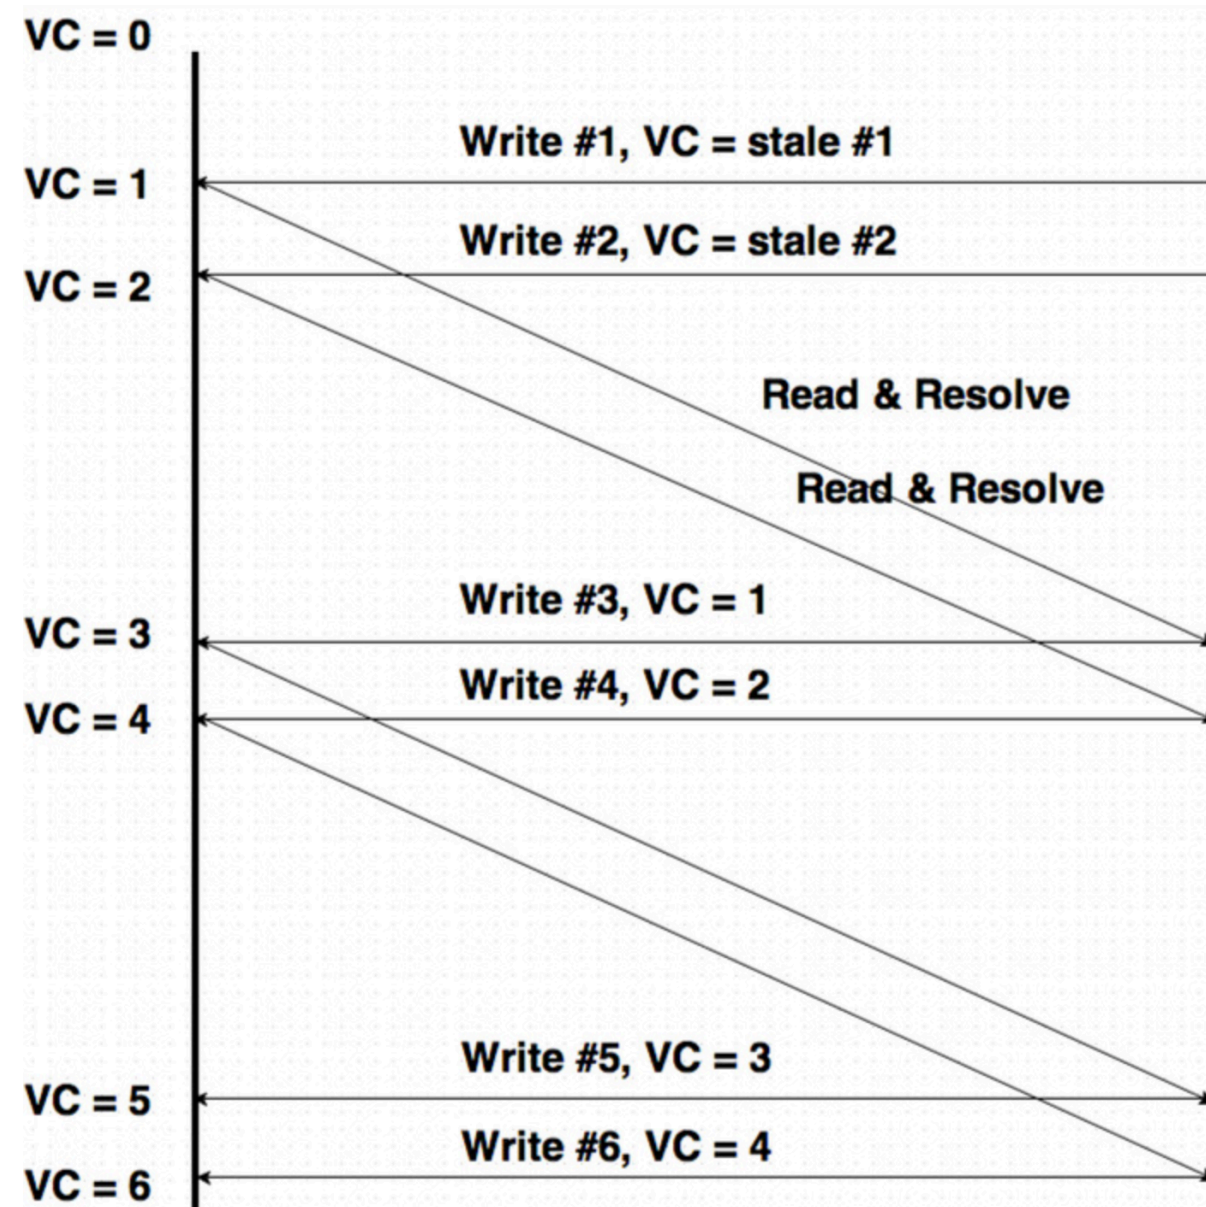 VC = 0
Write #1, VC = stale #1
VC = 1
Write #2, VC = stale #2
VC = 2
Read & Resolve
Read & Resolve
Write #3, VC = 1
VC = 3
Write #4, VC = 2
VC = 4
Write #5, VC = 3
VC = 5
Write #6, VC = 4
VC = 6